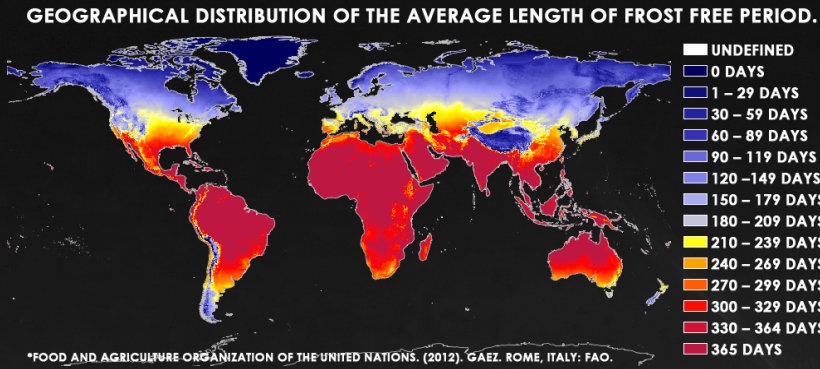 GEOGRAPHICAL DISTRIBUTION OF THE AVERAGE LENGTH OF FROST FREE PERIOD.
UNDEFINED
0 DAYS
1 – 29 DAYS
30 – 59 DAYS
60 – 89 DAYS
90 – 119 DAYS
120 –149 DAYS
150 – 179 DAYS
180 – 209 DAYS
210 – 239 DAYS
240 – 269 DAYS
270 – 299 DAYS
300 – 329 DAYS
330 – 364 DAYS
365 DAYS
*FOOD AND AGRICULTURE ORGANIZATION OF THE UNITED NATIONS. (2012). GAEZ. ROME, ITALY: FAO.